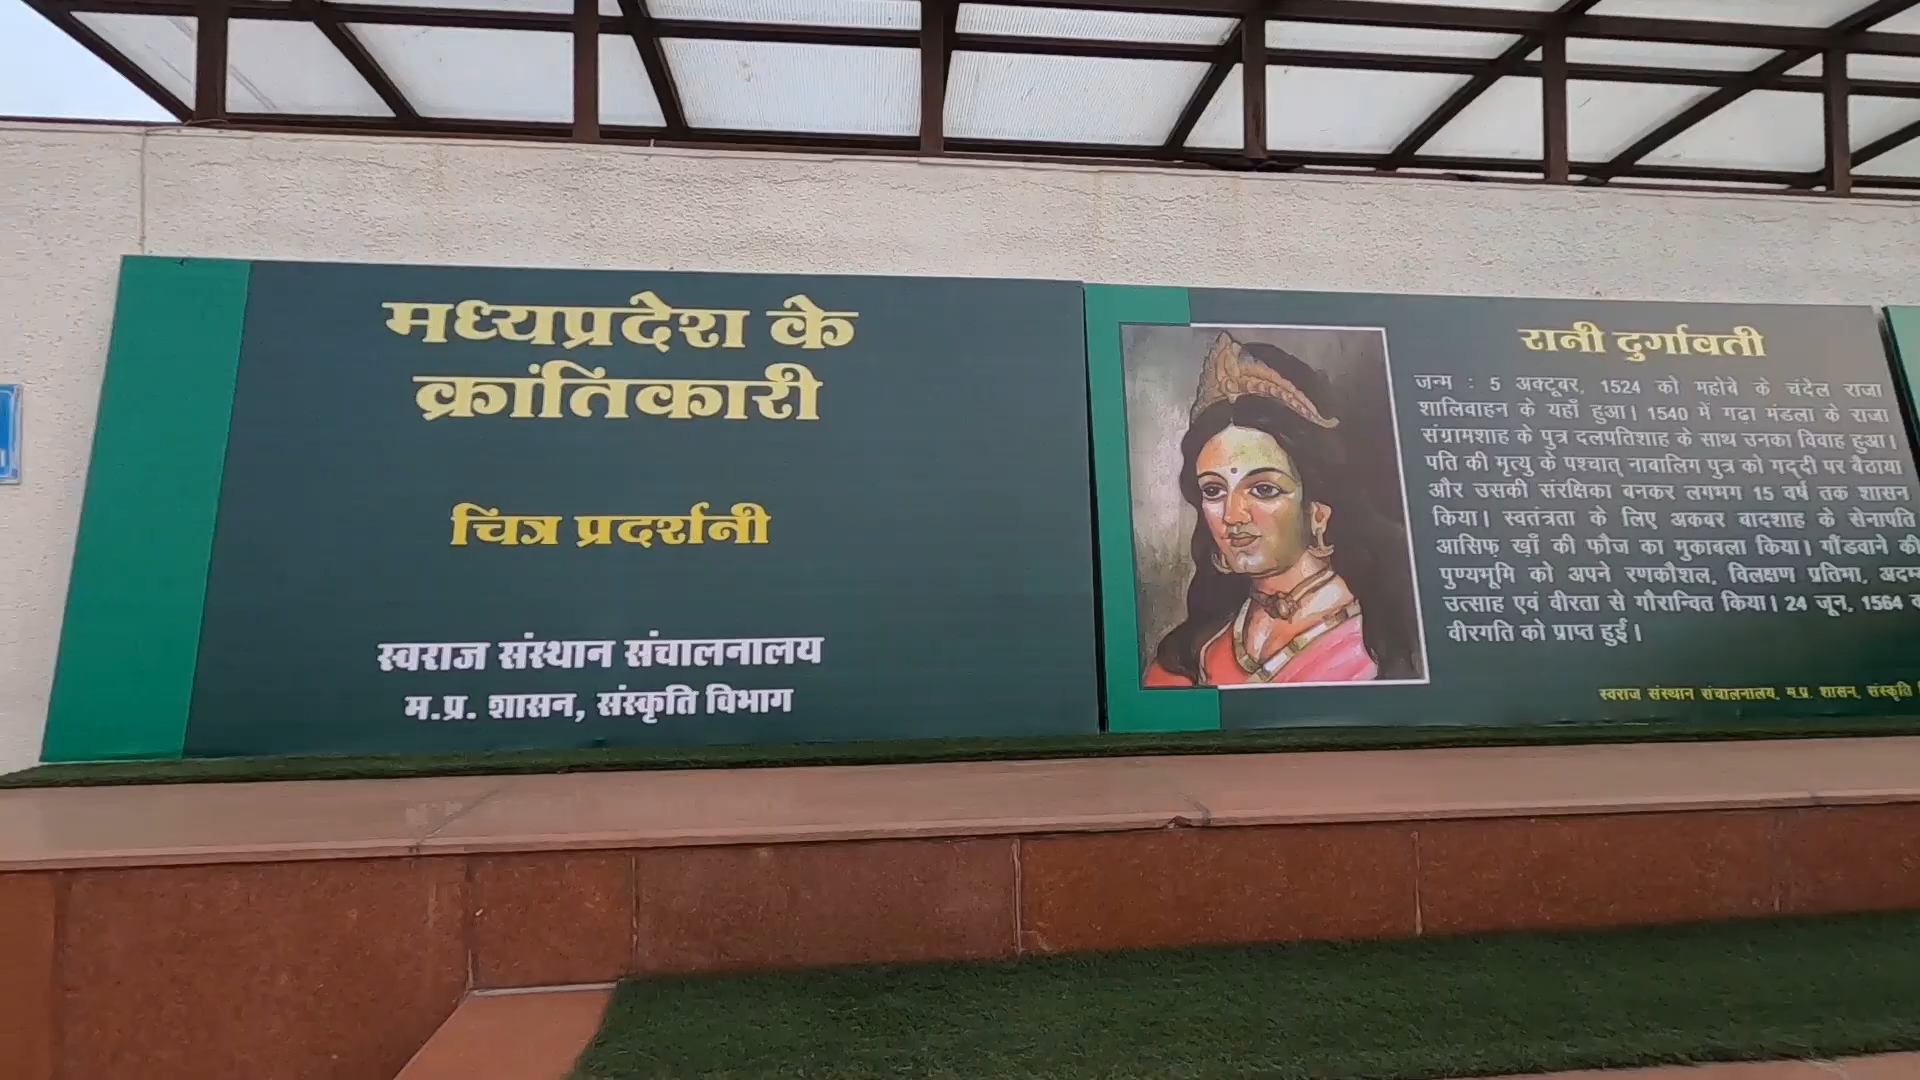 मध्यप्रदेश के
क्रांतिकारी
चित्र प्रदर्शनी
स्वराज संस्थान संचालनालय
म.प्र. शासन, संस्कृति विभाग
रानी दुर्गावती
जन्म : 5 अक्टूबर, 1524 को महोबे के चंदेल राजा
शालिवाहन के यहाँ हुआ। 1540 में गढ़ा मंडला के राजा
संग्रामशाह के पुत्र दलपतिशाह के साथ उनका विवाह हुआ।
पति की मृत्यु के पश्चात् नाबालिग पुत्र को गद्दी पर बैठाया
और उसकी संरक्षिका बनकर लगभग 15 वर्ष तक शासन
किया। स्वतंत्रता के लिए अकबर बादशाह के सेनापति
आसिफ़ खाँ की फौज का मुकाबला किया। गौंडवाने की
पुण्यभूमि को अपने रणकौशल, विलक्षण प्रतिभा,
उत्साह एवं वीरता से गौरान्वित किया। 24 जून, 1564
वीरगति को प्राप्त हुईं।
स्वराज संस्थान संचालनालय, म.प्र. शासन, संस्कृति